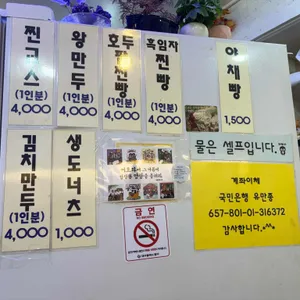 찐교스
(1인분)
4,000
왕만두
(1인분)
4,000
호두찐빵
(1인분)
4,000
흑임자
찐빵
(1인분)
4,000
야채빵
1,500
김치만두
(1인분)
4,000
생도너츠
1,000
물은 셀프입니다.
계좌이체
국민은행 유만종
657-801-01-316372
감사합니다.^^
금연